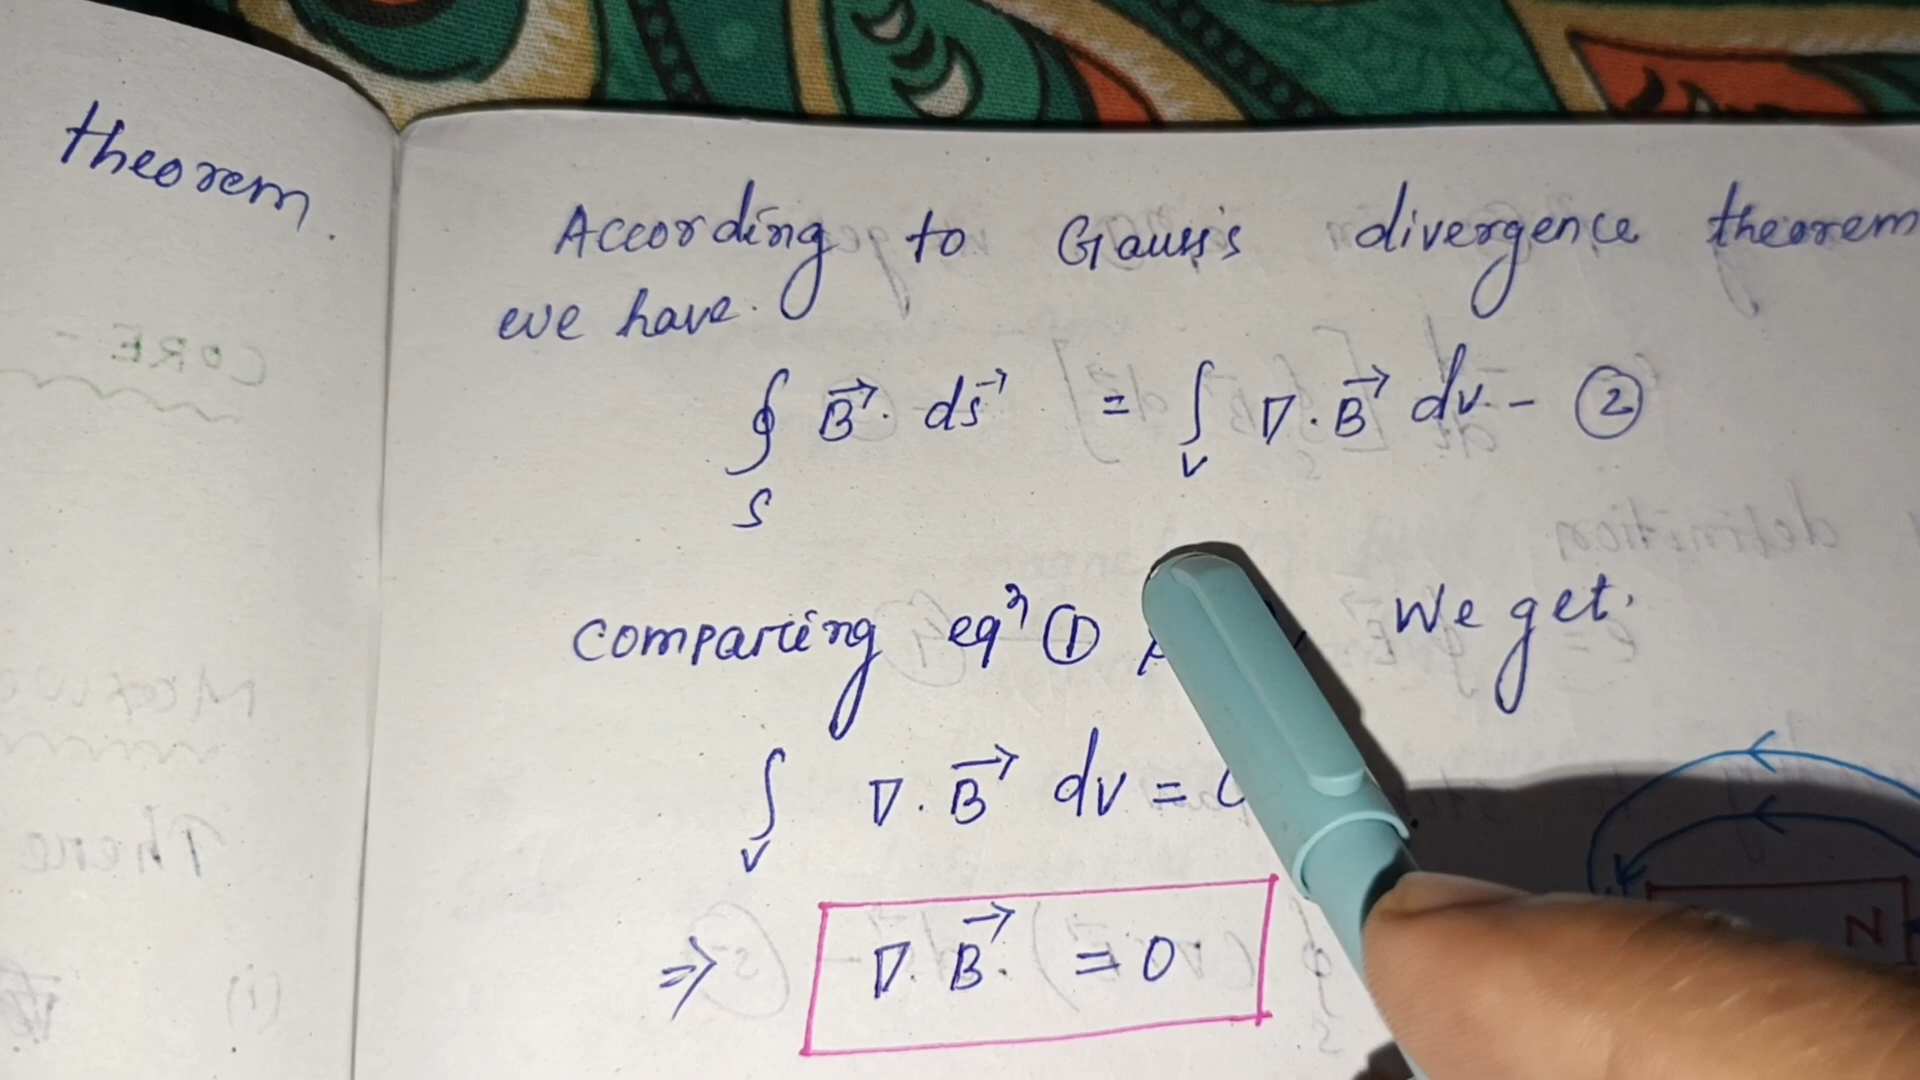 theorem.
According to Gauss's divergence theorem
we have.
∮ B⃗. ds⃗ = ∫ ∇. B⃗ dv - ②
S V
comparing eqⁿ ① , we get.
∫ ∇. B⃗ dv =
V
⇒ ∇. B⃗. = 0
N